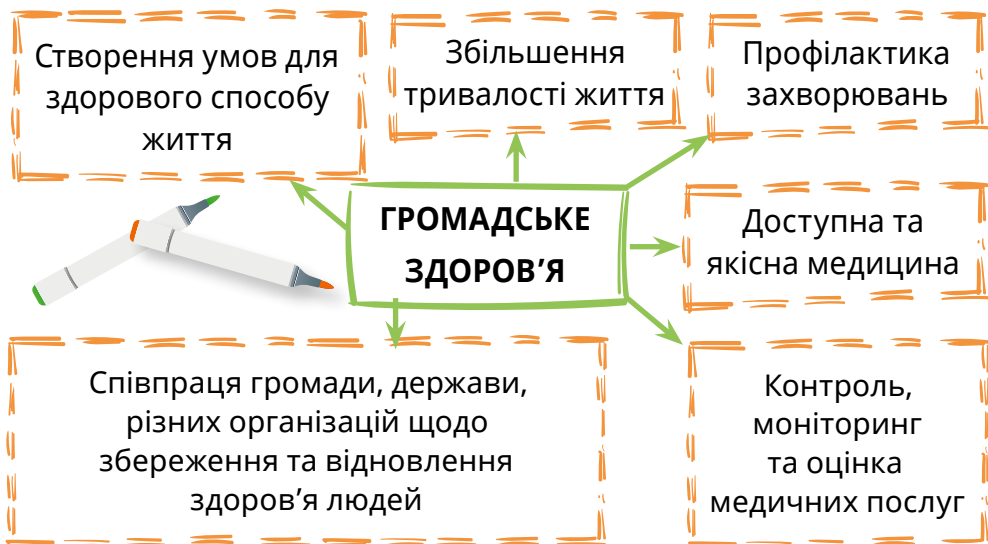 Створення умов для
здорового способу
життя
Збільшення
тривалості життя
Профілактика
захворювань
ГРОМАДСЬКЕ
ЗДОРОВ’Я
Доступна та
якісна медицина
Співпраця громади, держави,
різних організацій щодо
збереження та відновлення
здоров’я людей
Контроль,
моніторинг
та оцінка
медичних послуг